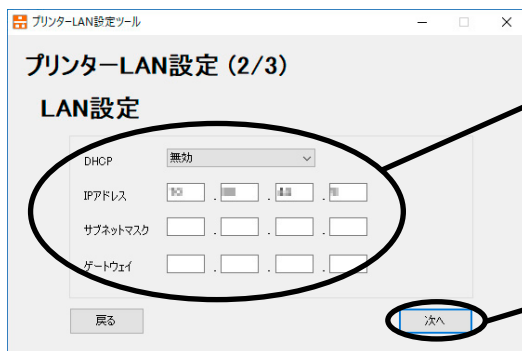 プリンターLAN設定ツール
プリンターLAN設定 (2/3)
LAN設定
DHCP 無効
IPアドレス . . .
サブネットマスク . . .
ゲートウェイ . . .
戻る 次へ